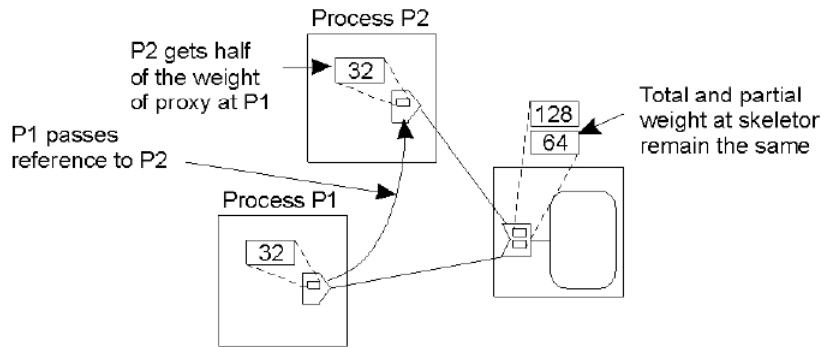 Process P2
P2 gets half
of the weight
of proxy at P1
32
128
64
Total and partial
weight at skeletor
remain the same
P1 passes
reference to P2
Process P1
32